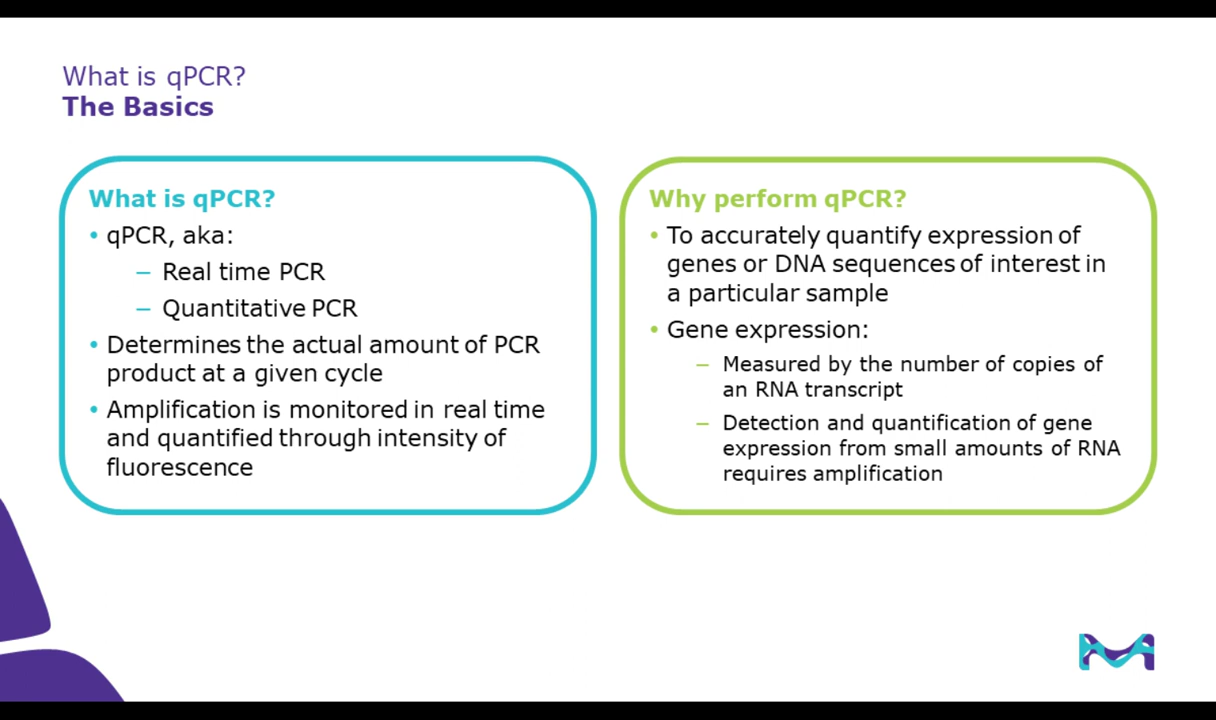 What is qPCR?
The Basics
What is qPCR?
• qPCR, aka:
– Real time PCR
– Quantitative PCR
• Determines the actual amount of PCR
product at a given cycle
• Amplification is monitored in real time
and quantified through intensity of
fluorescence
Why perform qPCR?
• To accurately quantify expression of
genes or DNA sequences of interest in
a particular sample
• Gene expression:
– Measured by the number of copies of
an RNA transcript
– Detection and quantification of gene
expression from small amounts of RNA
requires amplification